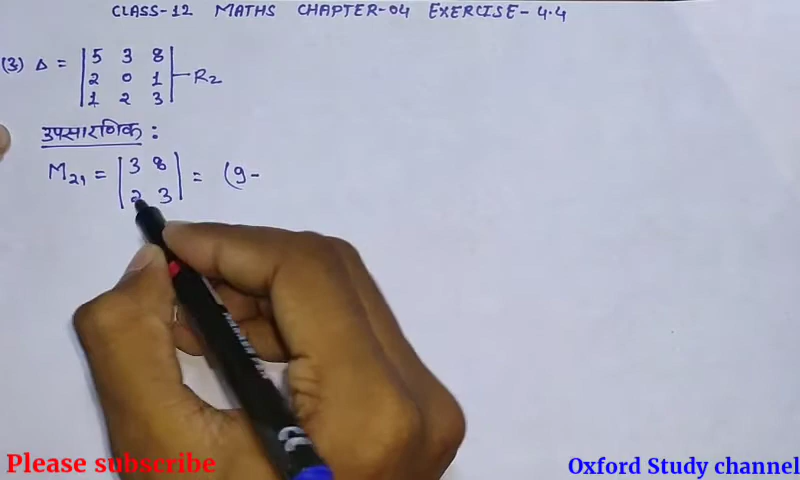 CLASS-12 MATHS CHAPTER-04 EXERCISE-4.4
(3) Δ = | 5 3 8 |
| 2 0 1 | — R2
| 1 2 3 |
उपसारणिक :
M21 = | 3 8 | = (9-
| 2 3 |
Please subscribe
Oxford Study channel